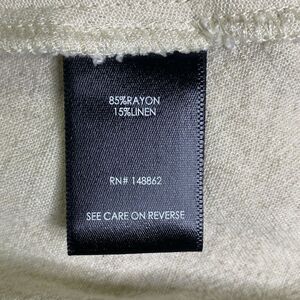 85%RAYON
15%LINEN
RN# 148862
SEE CARE ON REVERSE